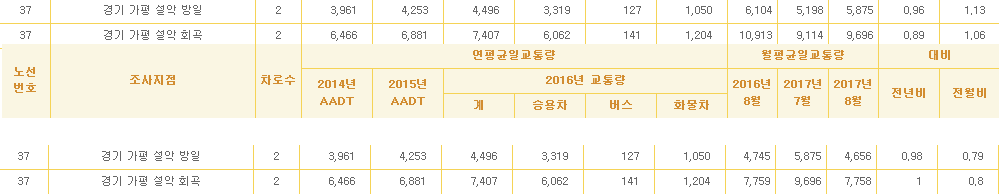 37 경기 가평 설악 방일 2 3,961 4,253 4,496 3,319 127 1,050 6,104 5,198 5,875 0,96 1,13
37 경기 가평 설악 회곡 2 6,466 6,881 7,407 6,062 141 1,204 10,913 9,114 9,696 0,89 1,06
노선 번호 조사지점 차로수 연평균일교통량 월평균일교통량 대비
2014년 AADT 2015년 AADT 2016년 교통량 2016년 8월 2017년 7월 2017년 8월 전년비 전월비
계 승용차 버스 화물차
37 경기 가평 설악 방일 2 3,961 4,253 4,496 3,319 127 1,050 4,745 5,875 4,656 0,98 0,79
37 경기 가평 설악 회곡 2 6,466 6,881 7,407 6,062 141 1,204 7,759 9,696 7,758 1 0,8